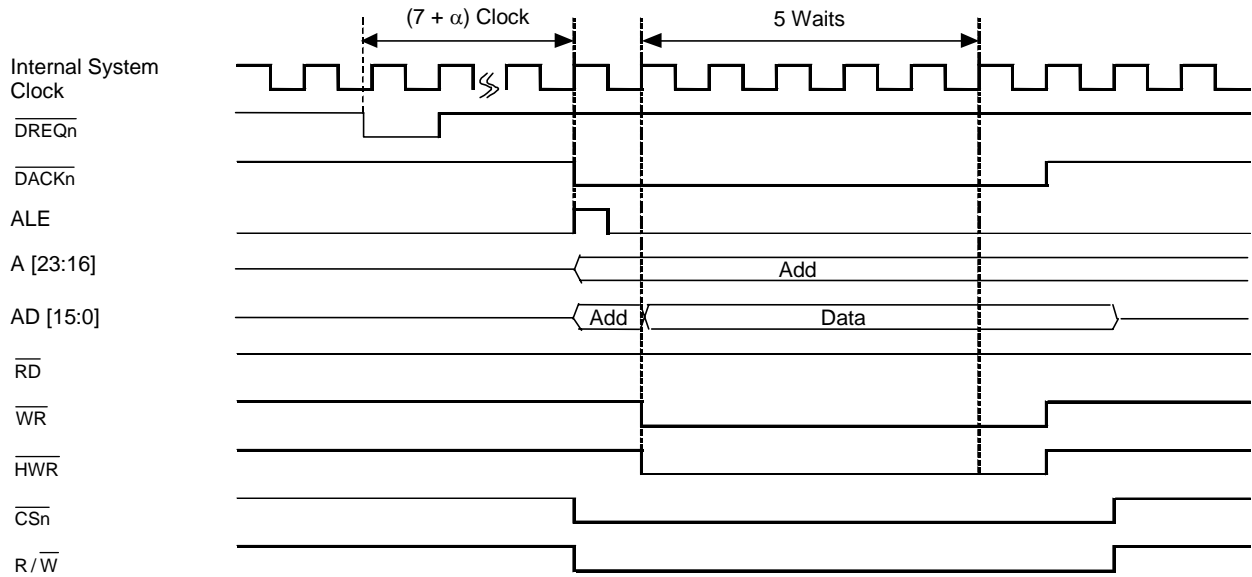 (7 + α) Clock
5 Waits
Internal System
Clock
DREQn
DACKn
ALE
A [23:16]
Add
AD [15:0]
Add
Data
RD
WR
HWR
CSn
R/W